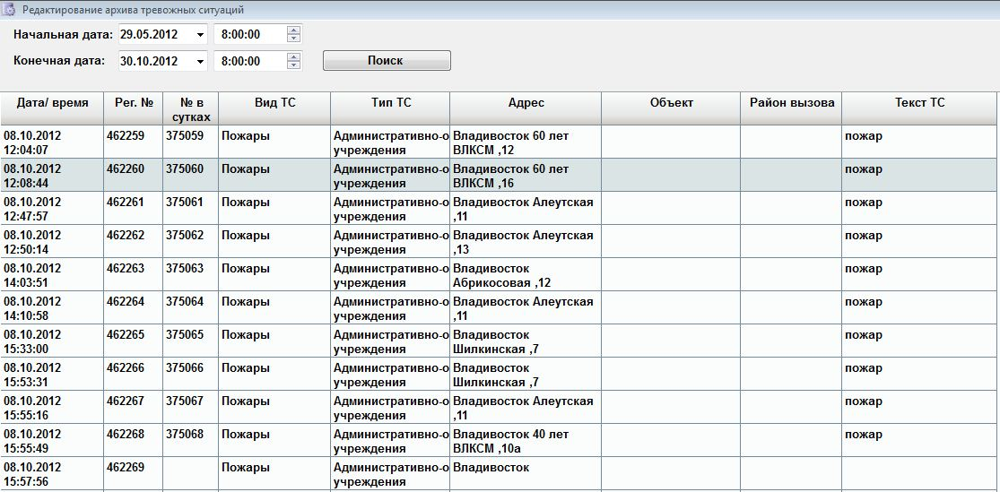 Редактирование архива тревожных ситуаций
Начальная дата: 29.05.2012 8:00:00
Конечная дата: 30.10.2012 8:00:00 Поиск
Дата/ время Рег. № № в сутках Вид ТС Тип ТС Адрес Объект Район вызова Текст ТС
08.10.2012 462259 375059 Пожары Административно-о Владивосток 60 лет пожар
12:04:07 учреждения ВЛКСМ ,12
08.10.2012 462260 375060 Пожары Административно-о Владивосток 60 лет пожар
12:08:44 учреждения ВЛКСМ ,16
08.10.2012 462261 375061 Пожары Административно-о Владивосток Алеутская пожар
12:47:57 учреждения ,11
08.10.2012 462262 375062 Пожары Административно-о Владивосток Алеутская пожар
12:50:14 учреждения ,13
08.10.2012 462263 375063 Пожары Административно-о Владивосток пожар
14:03:51 учреждения Абрикосовая ,12
08.10.2012 462264 375064 Пожары Административно-о Владивосток Алеутская пожар
14:10:58 учреждения ,11
08.10.2012 462265 375065 Пожары Административно-о Владивосток пожар
15:33:00 учреждения Шилкинская ,7
08.10.2012 462266 375066 Пожары Административно-о Владивосток пожар
15:53:31 учреждения Шилкинская ,7
08.10.2012 462267 375067 Пожары Административно-о Владивосток Алеутская пожар
15:55:16 учреждения ,11
08.10.2012 462268 375068 Пожары Административно-о Владивосток 40 лет пожар
15:55:49 учреждения ВЛКСМ ,10а
08.10.2012 462269 Пожары Административно-о Владивосток
15:57:56 учреждения